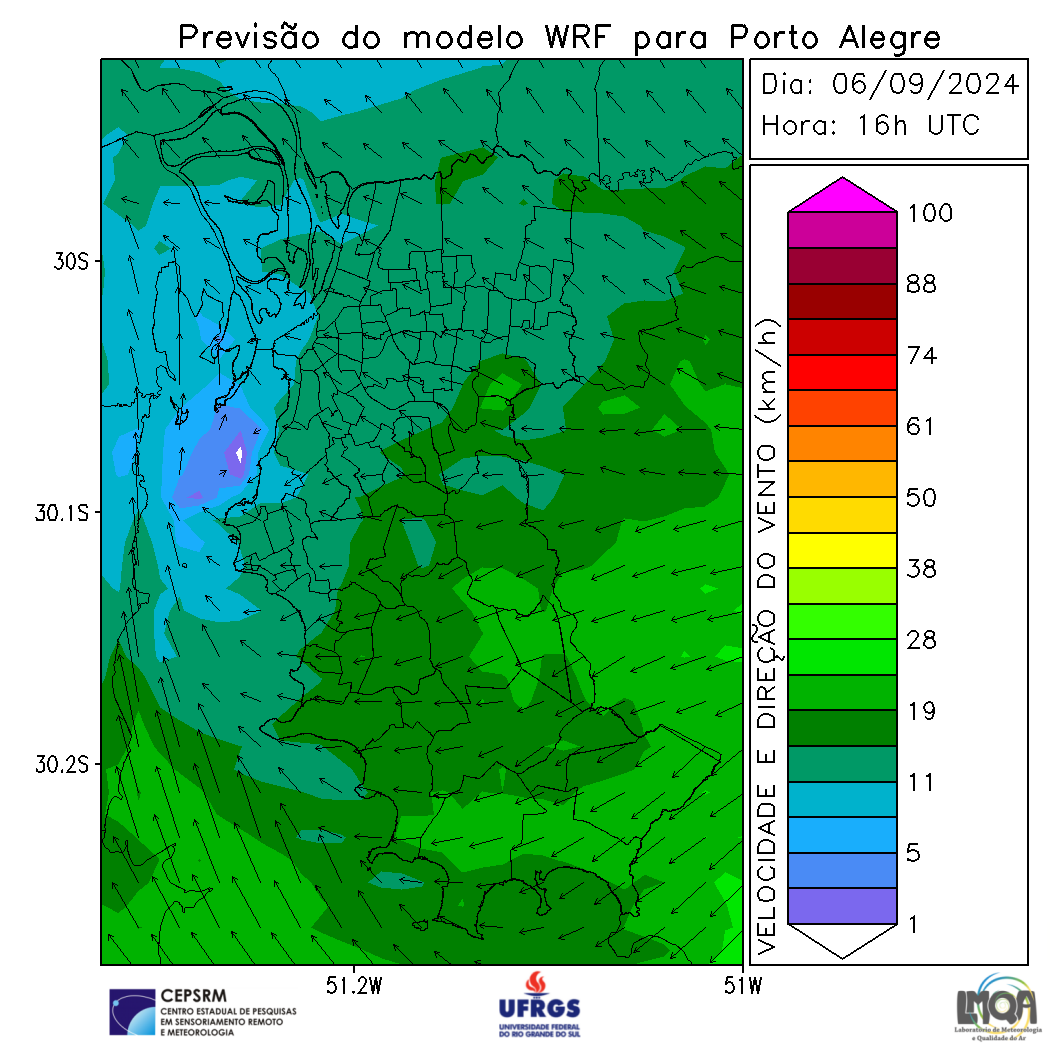 Previsão do modelo WRF para Porto Alegre
Dia: 06/09/2024
Hora: 16h UTC
30S
30.1S
30.2S
51.2W
51W
VELOCIDADE E DIREÇÃO DO VENTO (km/h)
100
88
74
61
50
38
28
19
11
5
1
CEPSRM
CENTRO ESTADUAL DE PESQUISAS
EM SENSORIAMENTO REMOTO
E METEOROLOGIA
UFRGS
UNIVERSIDADE FEDERAL
DO RIO GRANDE DO SUL
LMQA
Laboratório de Meteorologia
e Qualidade do Ar